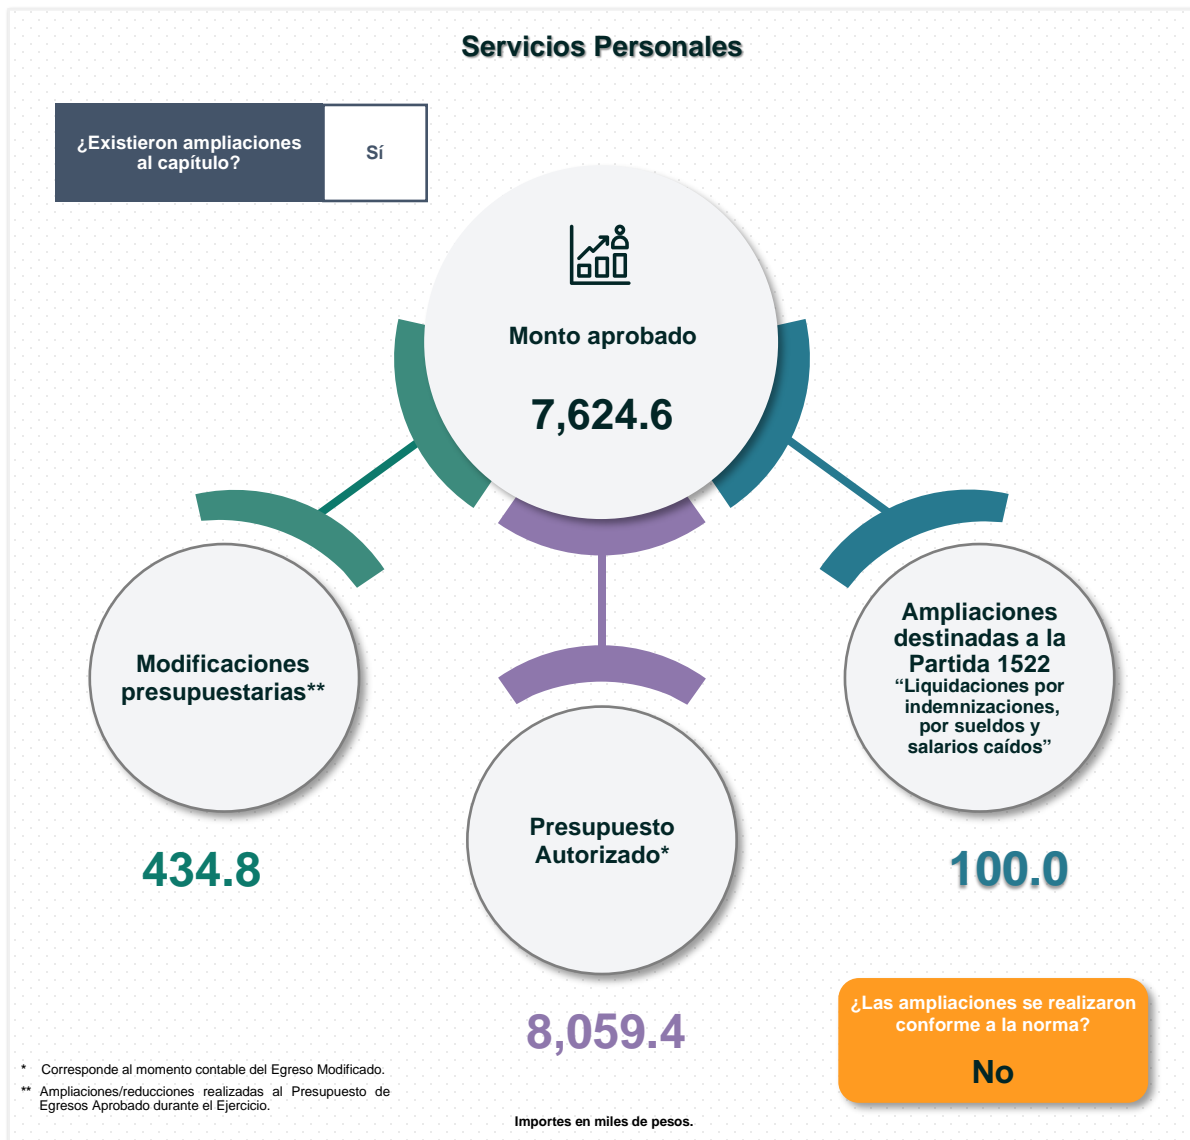 Servicios Personales
¿Existieron ampliaciones
al capítulo?
Sí
Monto aprobado
7,624.6
Modificaciones
presupuestarias**
434.8
Presupuesto
Autorizado*
8,059.4
Ampliaciones
destinadas a la
Partida 1522
“Liquidaciones por
indemnizaciones,
por sueldos y
salarios caídos”
100.0
¿Las ampliaciones se realizaron
conforme a la norma?
No
* Corresponde al momento contable del Egreso Modificado.
** Ampliaciones/reducciones realizadas al Presupuesto de
Egresos Aprobado durante el Ejercicio.
Importes en miles de pesos.